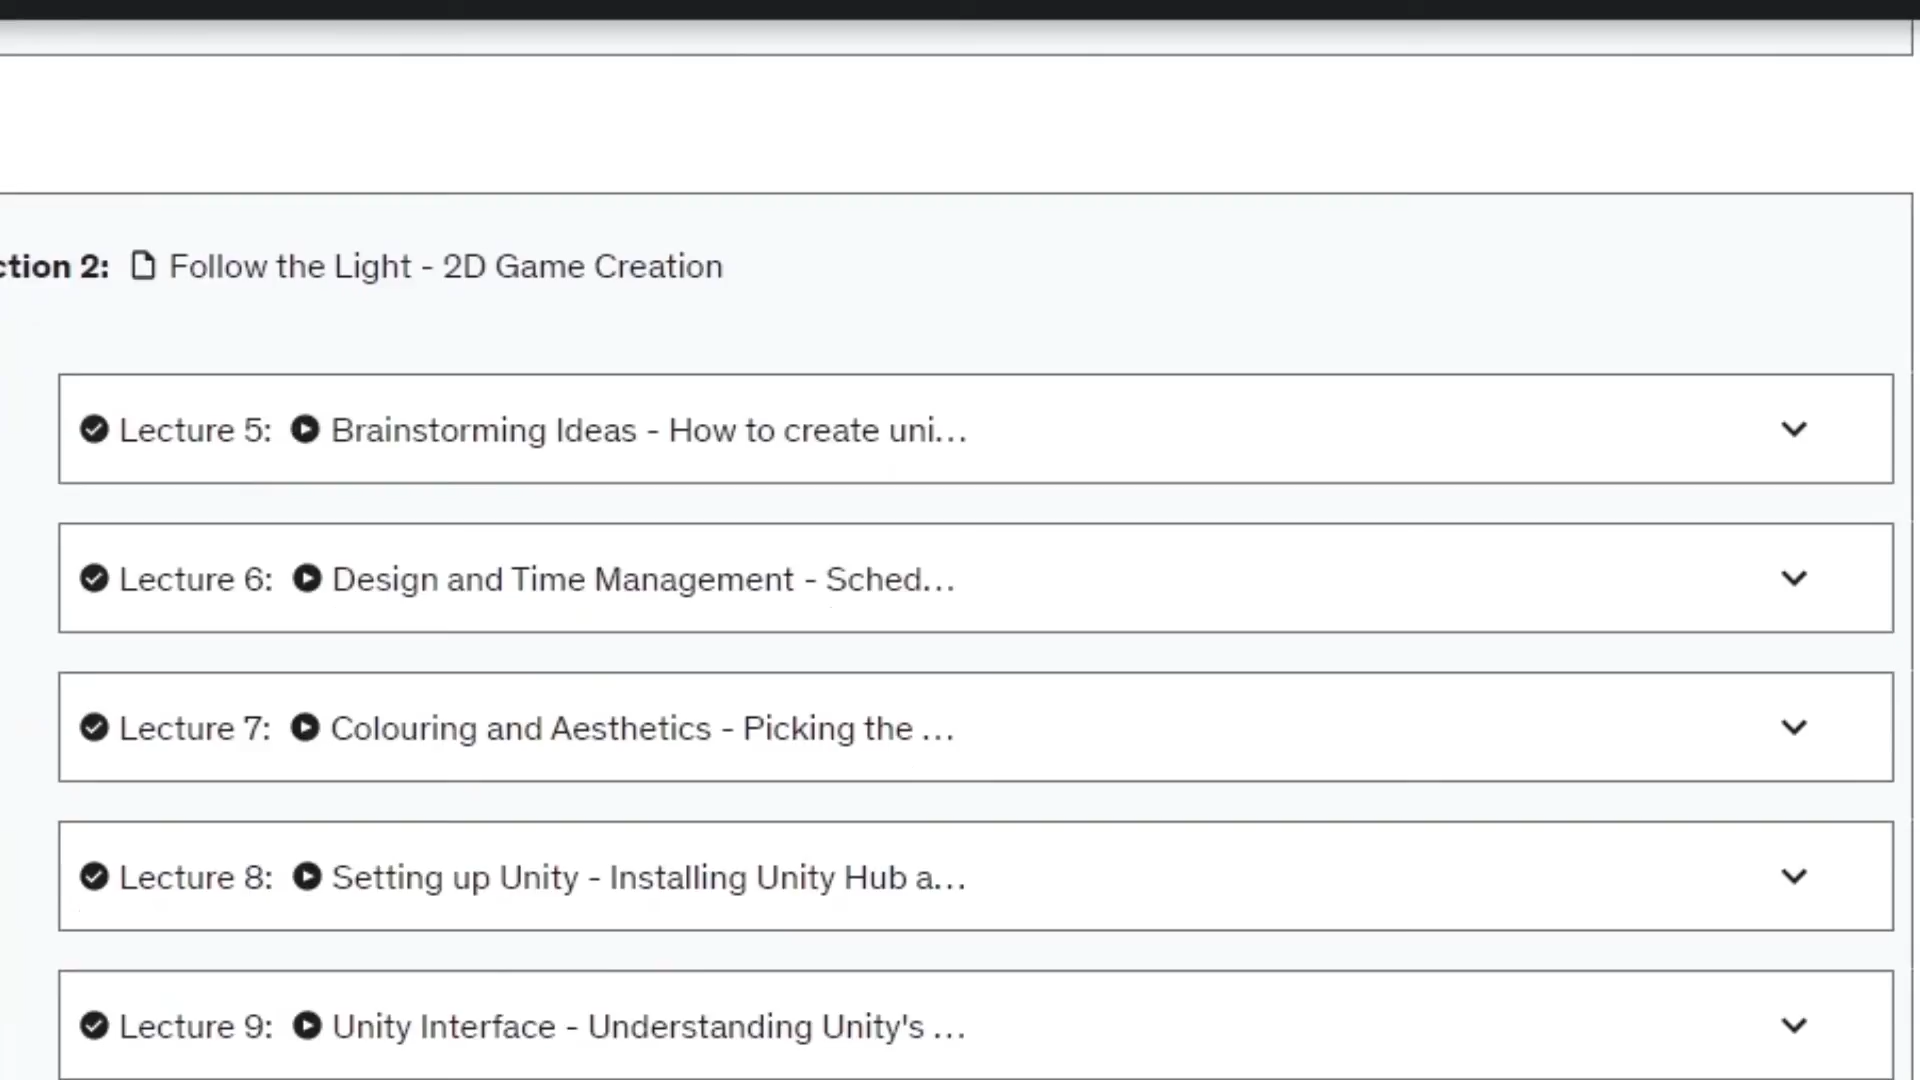 ction 2: Follow the Light - 2D Game Creation
Lecture 5: Brainstorming Ideas - How to create uni...
Lecture 6: Design and Time Management - Sched...
Lecture 7: Colouring and Aesthetics - Picking the ...
Lecture 8: Setting up Unity - Installing Unity Hub a...
Lecture 9: Unity Interface - Understanding Unity's ...